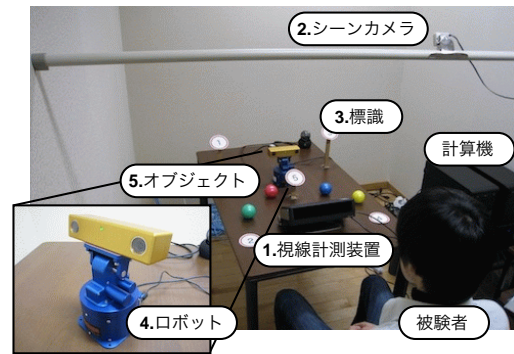 2.シーンカメラ
3.標識
計算機
5.オブジェクト
1.視線計測装置
4.ロボット
被験者